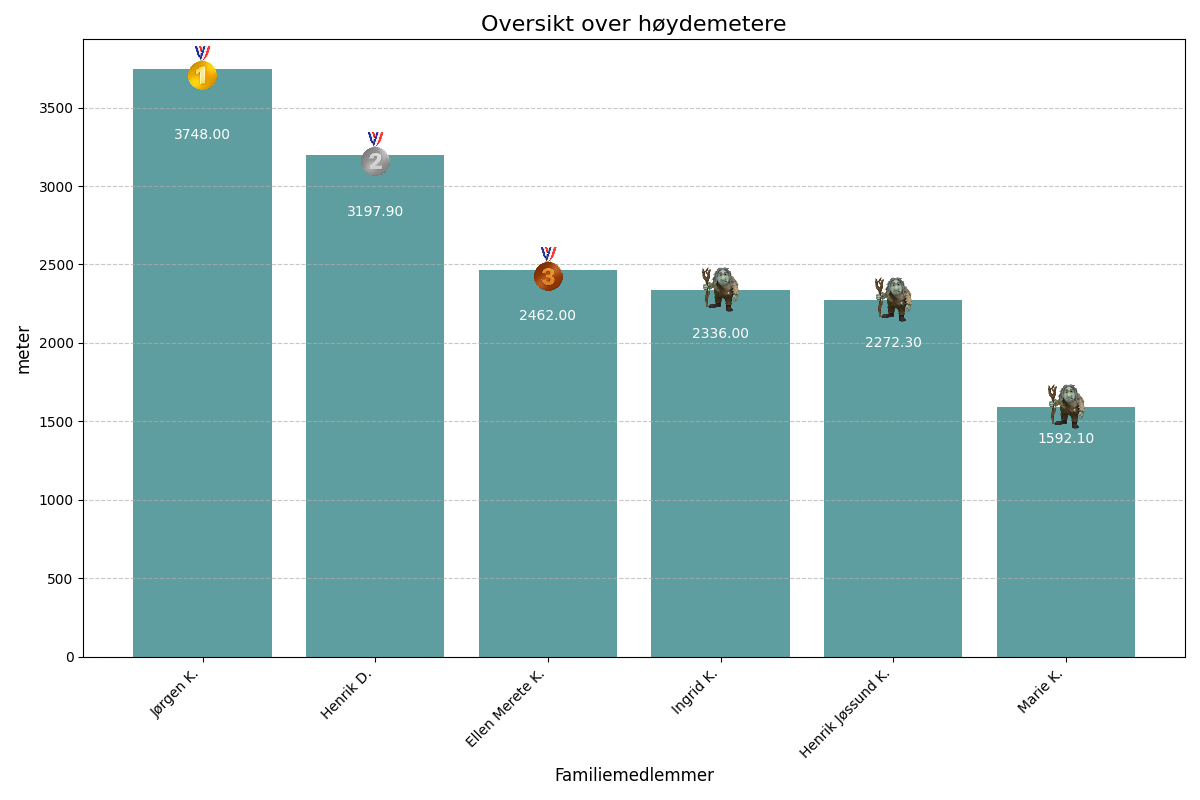 Oversikt over høydemetere
meter
3500
3000
2500
2000
1500
1000
500
0
1
2
3
3748.00
3197.90
2462.00
2336.00
2272.30
1592.10
Jørgen K.
Henrik D.
Ellen Merete K.
Ingrid K.
Henrik Jøssund K.
Marie K.
Familiemedlemmer